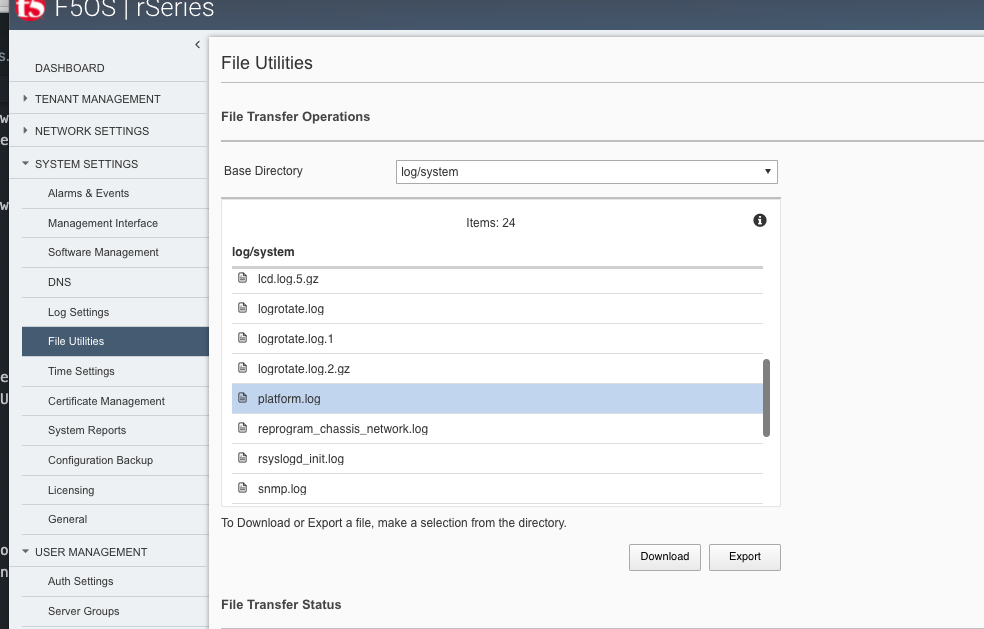 f5 F5OS | rSeries
DASHBOARD
TENANT MANAGEMENT
NETWORK SETTINGS
SYSTEM SETTINGS
Alarms & Events
Management Interface
Software Management
DNS
Log Settings
File Utilities
Time Settings
Certificate Management
System Reports
Configuration Backup
Licensing
General
USER MANAGEMENT
Auth Settings
Server Groups
File Utilities
File Transfer Operations
Base Directory
log/system
Items: 24
log/system
lcd.log.5.gz
logrotate.log
logrotate.log.1
logrotate.log.2.gz
platform.log
reprogram_chassis_network.log
rsyslogd_init.log
snmp.log
To Download or Export a file, make a selection from the directory.
Download
Export
File Transfer Status